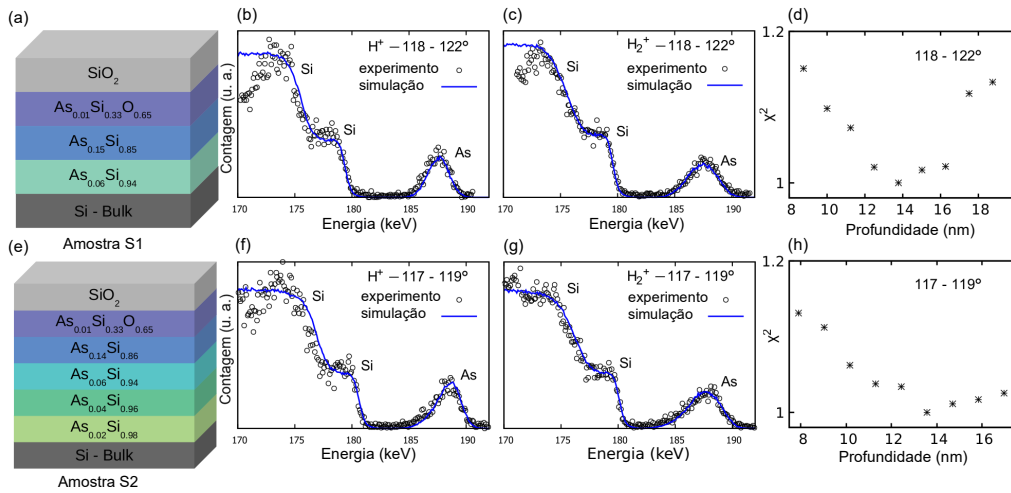 (a)
SiO2
As0.01Si0.33O0.65
As0.15Si0.85
As0.06Si0.94
Si - Bulk
Amostra S1
(b)
H+ – 118 - 122º
experimento
simulação
Si
Si
As
Contagem (u. a.)
170 175 180 185 190
Energia (keV)
(c)
H2+ – 118 - 122º
experimento
simulação
Si
Si
As
170 175 180 185 190
Energia (keV)
(d)
1.2
118 - 122º
χ2
1
8 10 12 14 16 18
Profundidade (nm)
(e)
SiO2
As0.01Si0.33O0.65
As0.14Si0.86
As0.06Si0.94
As0.04Si0.96
As0.02Si0.98
Si - Bulk
Amostra S2
(f)
H+ – 117 - 119º
experimento
simulação
Si
Si
As
Contagem (u. a.)
170 175 180 185 190
Energia (keV)
(g)
H2+ – 117 - 119º
experimento
simulação
Si
Si
As
170 175 180 185 190
Energia (keV)
(h)
1.2
117 - 119º
χ2
1
8 10 12 14 16
Profundidade (nm)